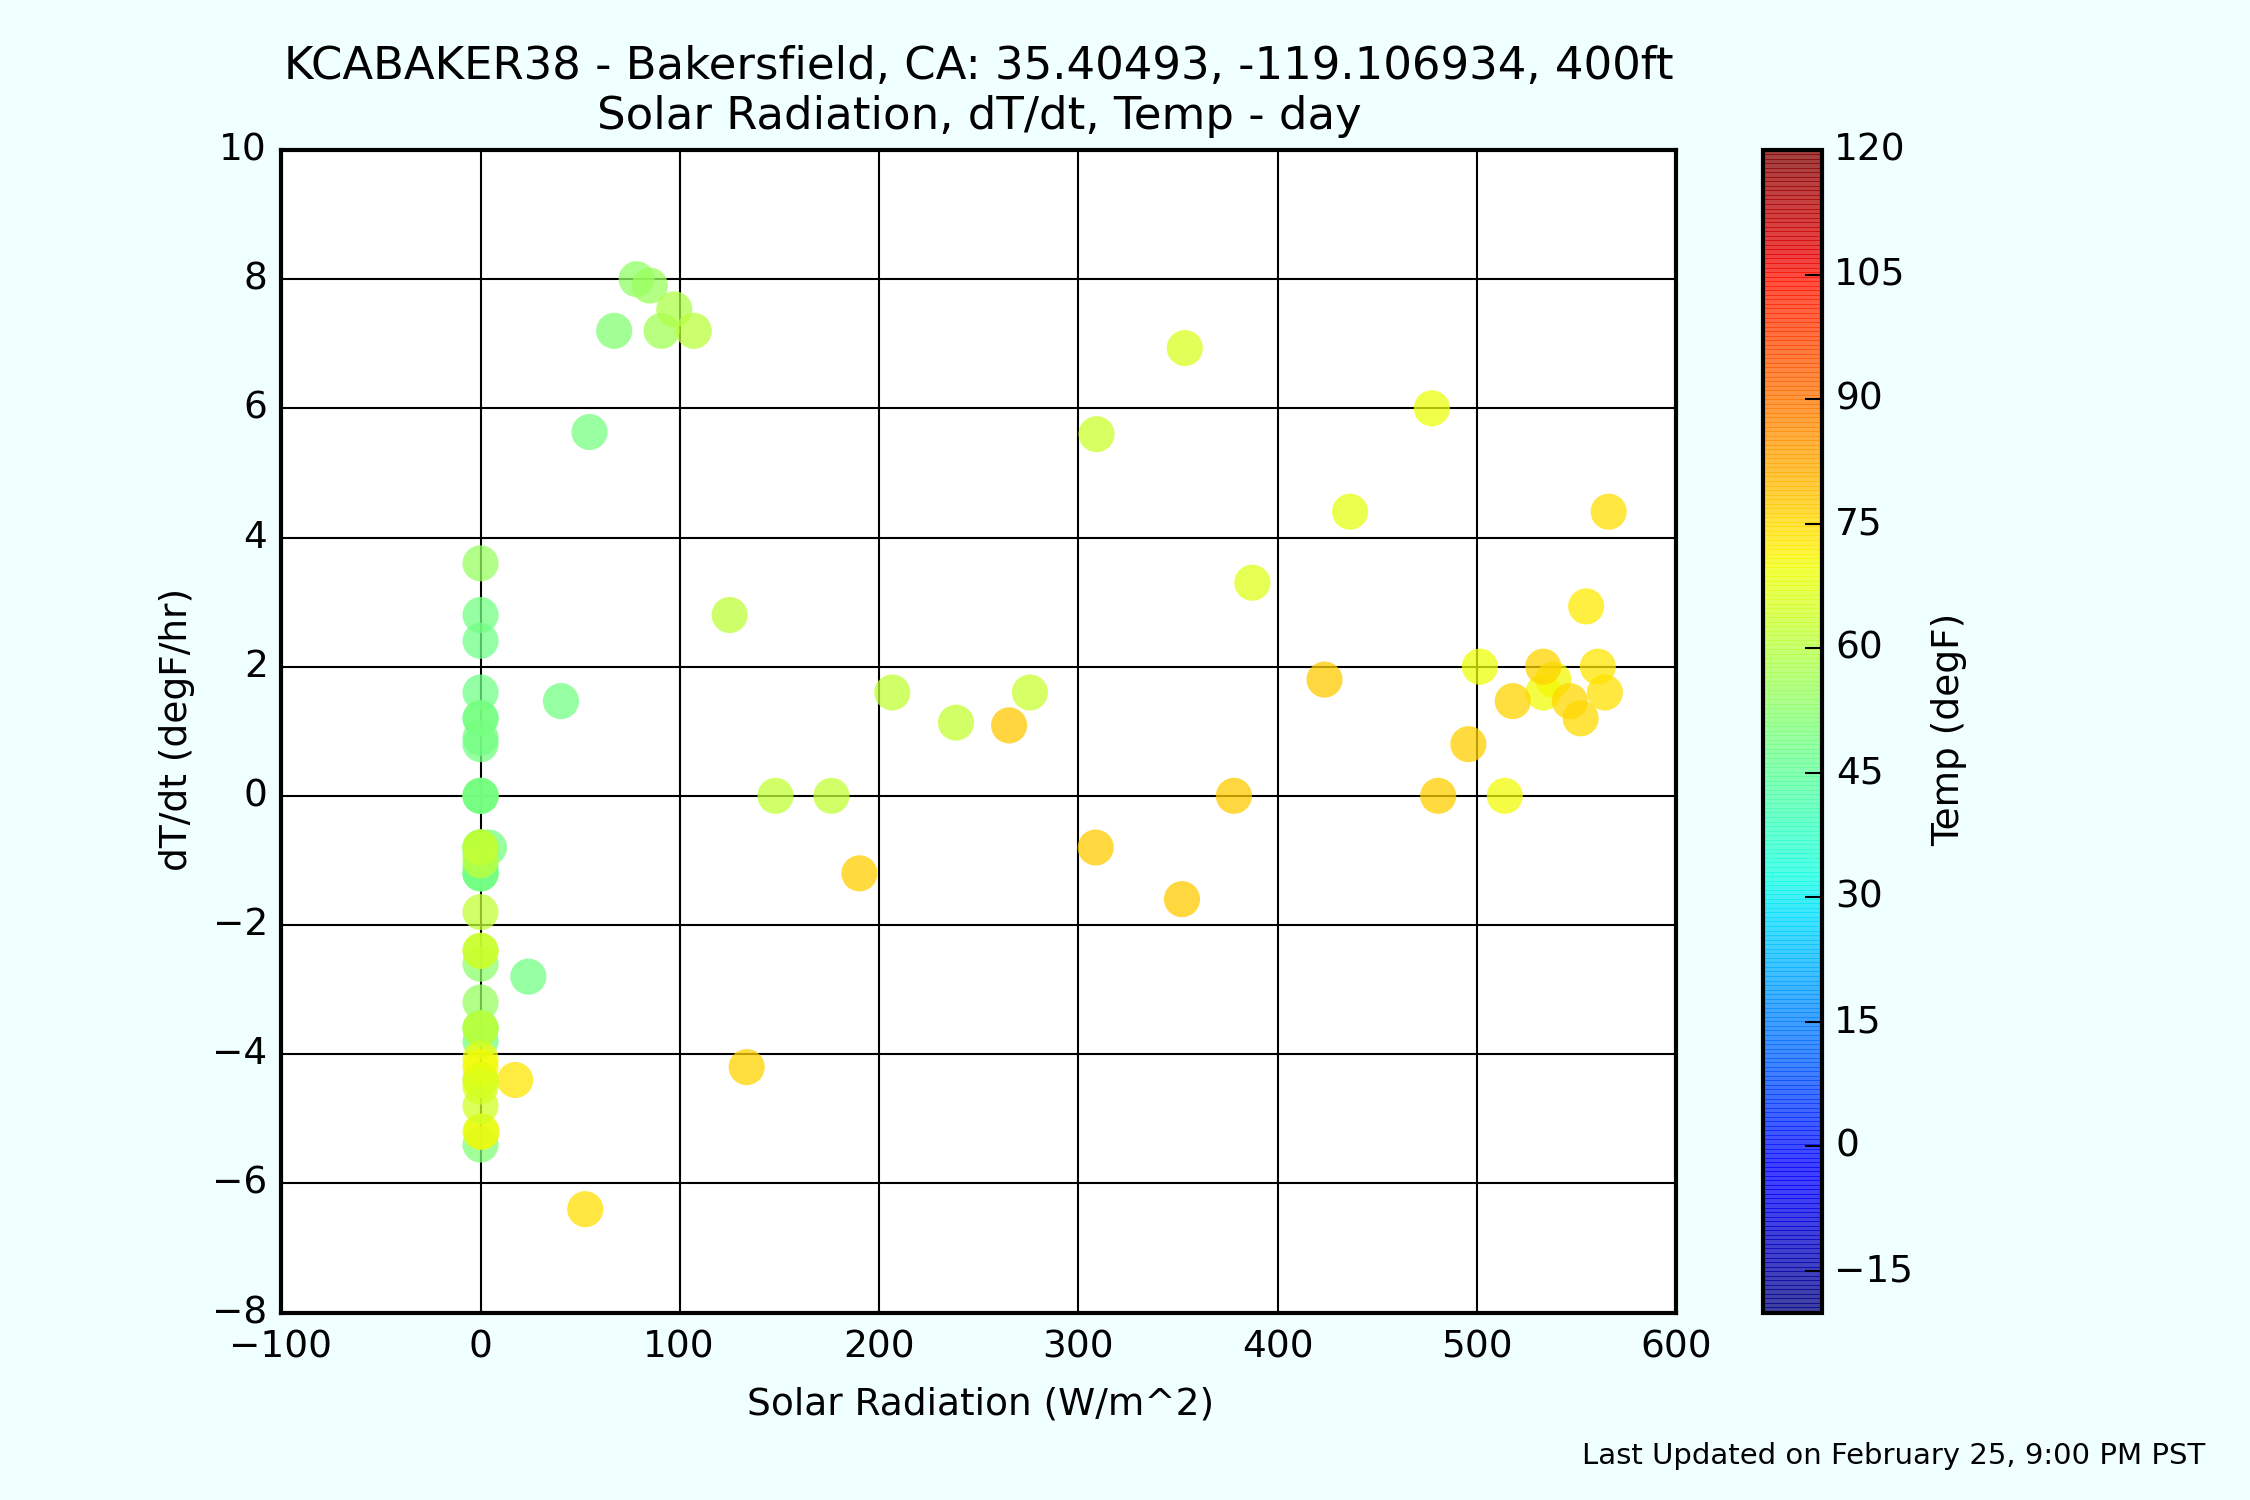 KCABAKER38 - Bakersfield, CA: 35.40493, -119.106934, 400ft
Solar Radiation, dT/dt, Temp - day
10
8
6
4
2
0
−2
−4
−6
−8
dT/dt (degF/hr)
−100 0 100 200 300 400 500 600
Solar Radiation (W/m^2)
120
105
90
75
60
45
30
15
0
−15
Temp (degF)
Last Updated on February 25, 9:00 PM PST